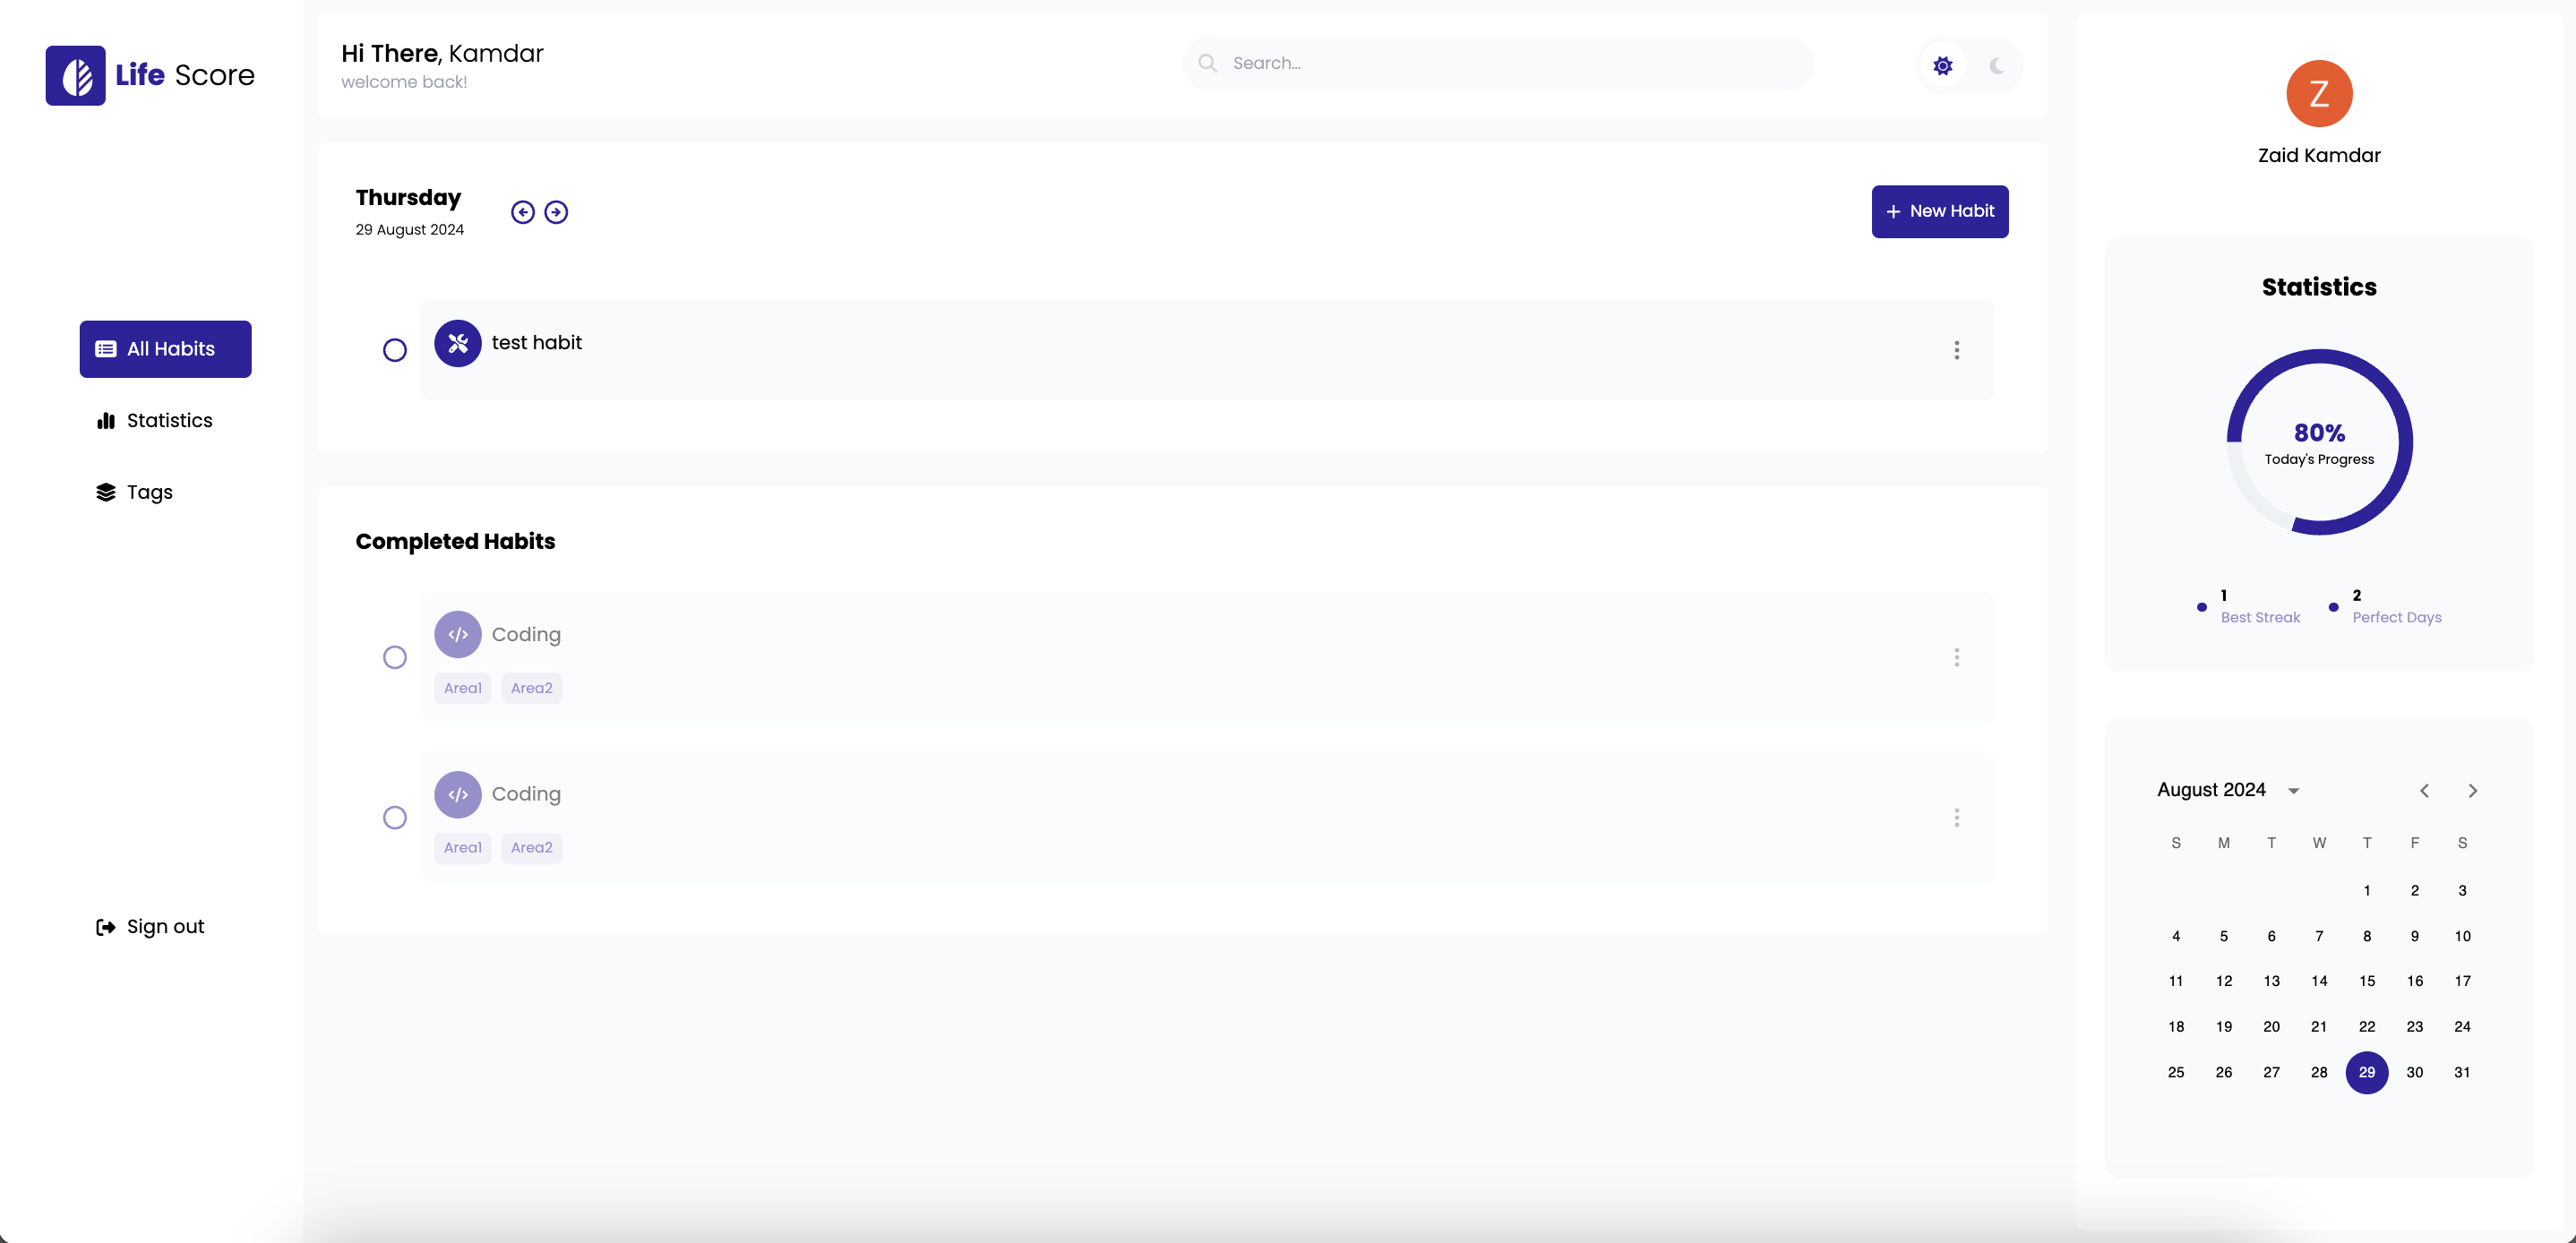 Life Score
All Habits
Statistics
Tags
Sign out
Hi There, Kamdar
welcome back!
Search...
Thursday
29 August 2024
+ New Habit
test habit
Completed Habits
Coding
Area1 Area2
Coding
Area1 Area2
Z
Zaid Kamdar
Statistics
80%
Today's Progress
1
Best Streak
2
Perfect Days
August 2024
S M T W T F S
1 2 3
4 5 6 7 8 9 10
11 12 13 14 15 16 17
18 19 20 21 22 23 24
25 26 27 28 29 30 31